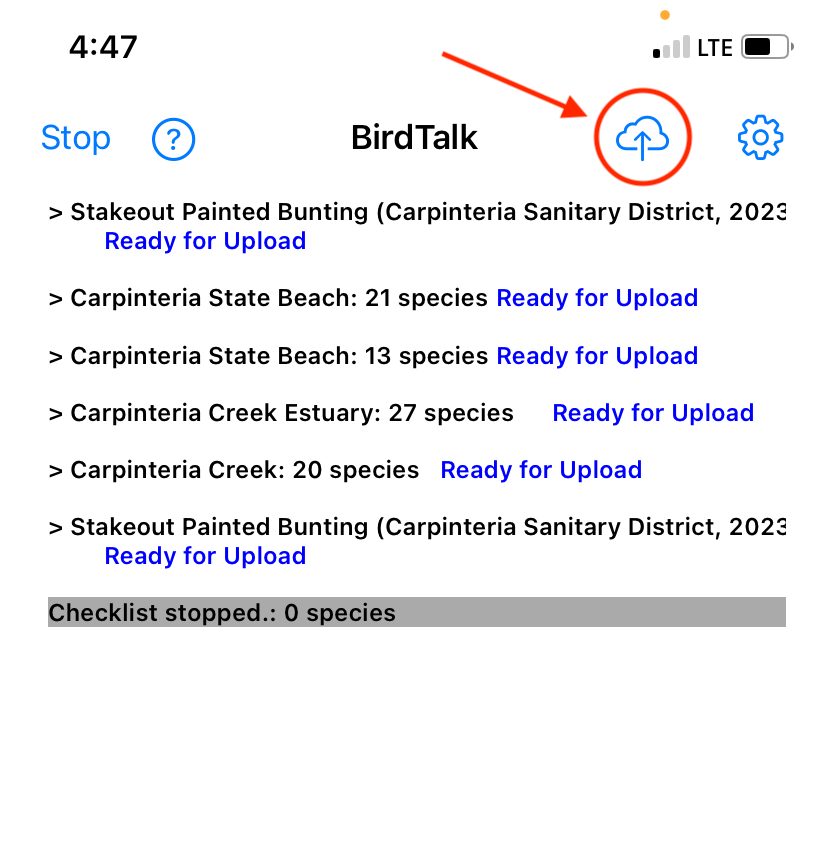 4:47
LTE
Stop
?
BirdTalk
> Stakeout Painted Bunting (Carpinteria Sanitary District, 2023
Ready for Upload
> Carpinteria State Beach: 21 species Ready for Upload
> Carpinteria State Beach: 13 species Ready for Upload
> Carpinteria Creek Estuary: 27 species Ready for Upload
> Carpinteria Creek: 20 species Ready for Upload
> Stakeout Painted Bunting (Carpinteria Sanitary District, 2023
Ready for Upload
Checklist stopped.: 0 species